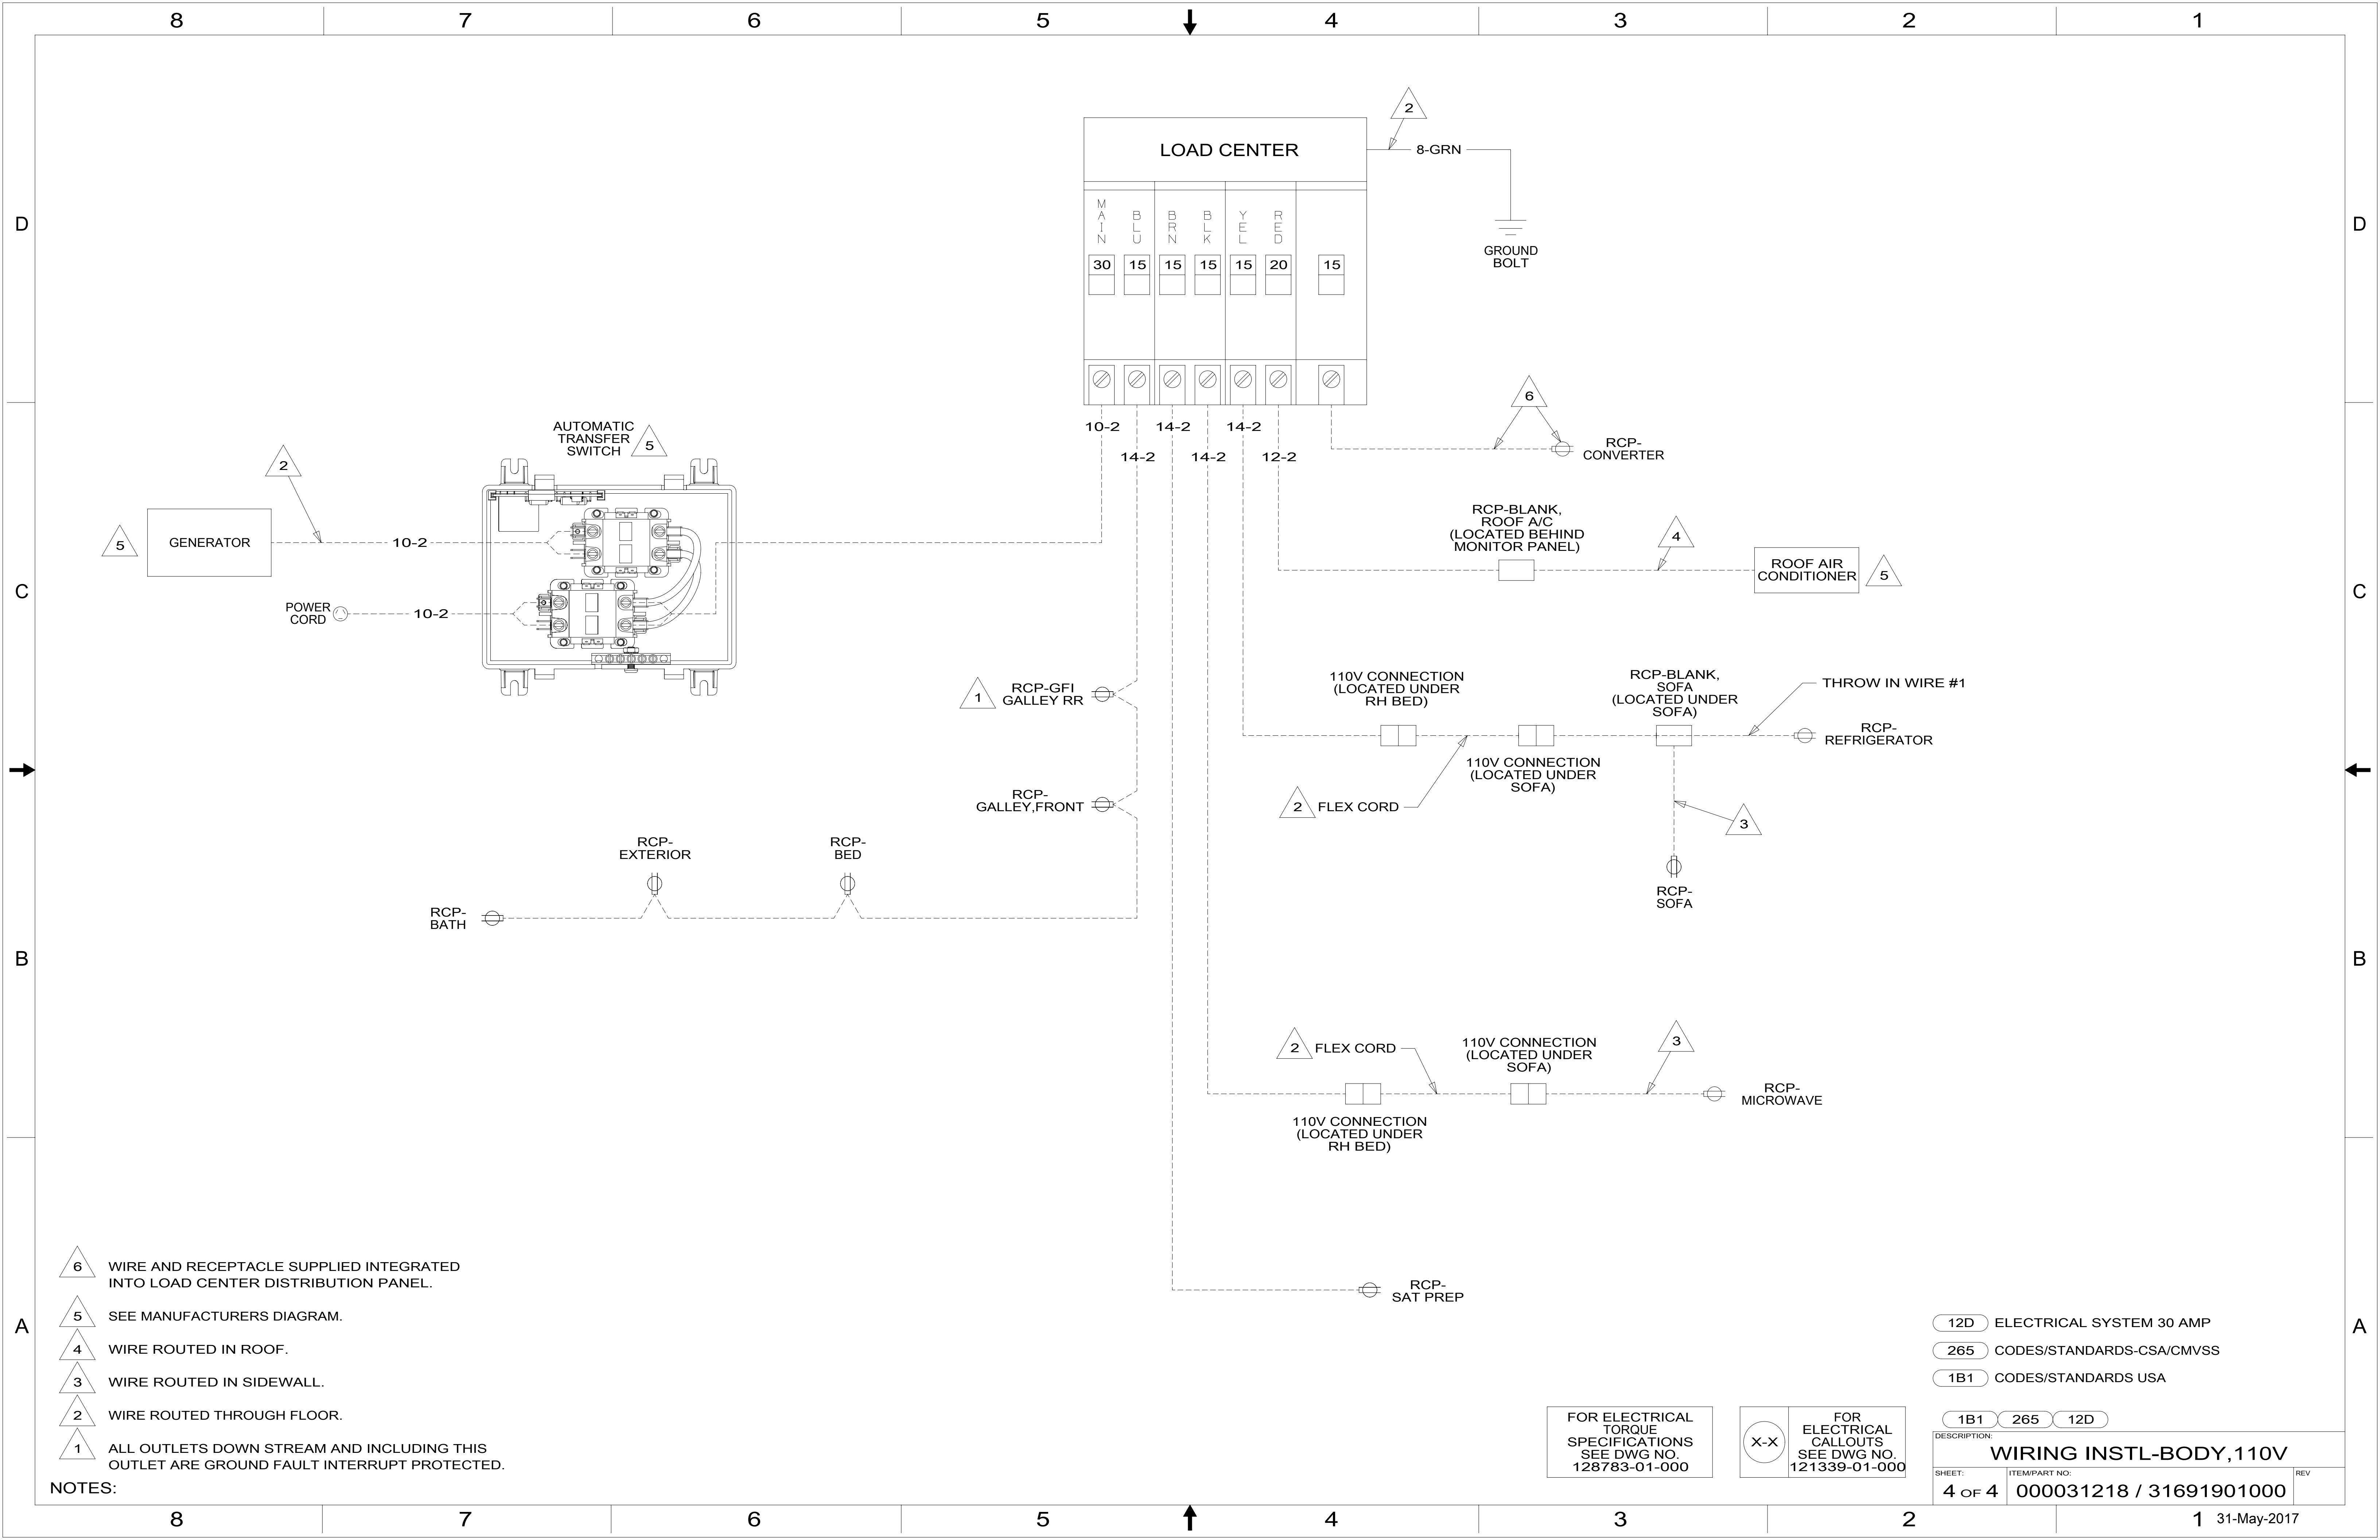 8 7 6 5 4 3 2 1
D
D
C
C
B
B
A
A
2
LOAD CENTER
8-GRN
GROUND
BOLT
MAIN BLU BRN BLK YEL RED
30 15 15 15 15 20 15
10-2 14-2 14-2
14-2 14-2 12-2
6
RCP-
CONVERTER
AUTOMATIC
TRANSFER
SWITCH
5
2
5
GENERATOR
10-2
POWER
CORD
10-2
RCP-BLANK,
ROOF A/C
(LOCATED BEHIND
MONITOR PANEL)
4
ROOF AIR
CONDITIONER
5
1
RCP-GFI
GALLEY RR
110V CONNECTION
(LOCATED UNDER
RH BED)
RCP-BLANK,
SOFA
(LOCATED UNDER
SOFA)
THROW IN WIRE #1
RCP-
REFRIGERATOR
110V CONNECTION
(LOCATED UNDER
SOFA)
2
FLEX CORD
3
RCP-
SOFA
RCP-
GALLEY,FRONT
RCP-
EXTERIOR
RCP-
BED
RCP-
BATH
2
FLEX CORD
110V CONNECTION
(LOCATED UNDER
SOFA)
3
RCP-
MICROWAVE
110V CONNECTION
(LOCATED UNDER
RH BED)
RCP-
SAT PREP
6 WIRE AND RECEPTACLE SUPPLIED INTEGRATED
INTO LOAD CENTER DISTRIBUTION PANEL.
5 SEE MANUFACTURERS DIAGRAM.
4 WIRE ROUTED IN ROOF.
3 WIRE ROUTED IN SIDEWALL.
2 WIRE ROUTED THROUGH FLOOR.
1 ALL OUTLETS DOWN STREAM AND INCLUDING THIS
OUTLET ARE GROUND FAULT INTERRUPT PROTECTED.
NOTES:
12D ELECTRICAL SYSTEM 30 AMP
265 CODES/STANDARDS-CSA/CMVSS
1B1 CODES/STANDARDS USA
FOR ELECTRICAL
TORQUE
SPECIFICATIONS
SEE DWG NO.
128783-01-000
X-X
FOR
ELECTRICAL
CALLOUTS
SEE DWG NO.
121339-01-000
1B1 265 12D
DESCRIPTION:
WIRING INSTL-BODY,110V
SHEET: ITEM/PART NO: REV
4 OF 4 000031218 / 31691901000
8 7 6 5 4 3 2 1
31-May-2017